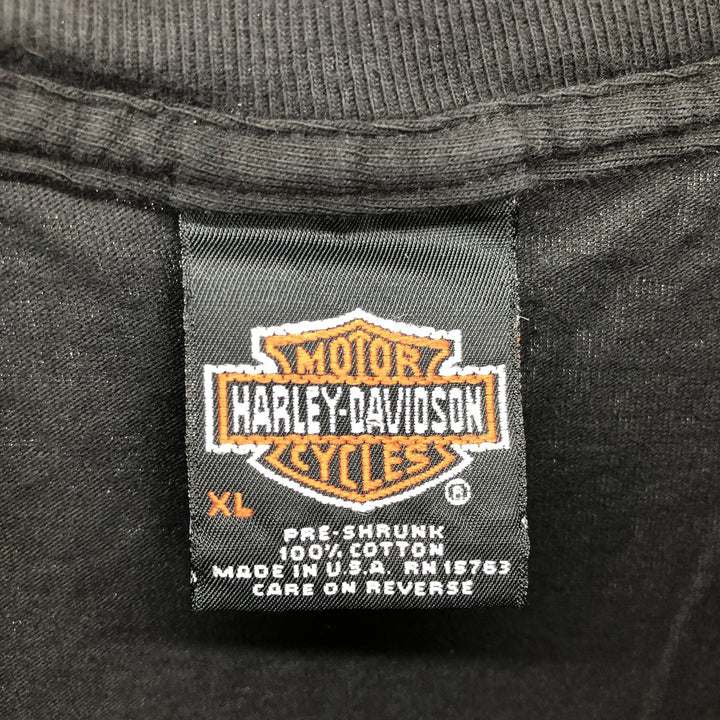 MOTOR
HARLEY-DAVIDSON
CYCLES
XL ®
PRE-SHRUNK
100% COTTON
MADE IN U.S.A. RN 15763
CARE ON REVERSE